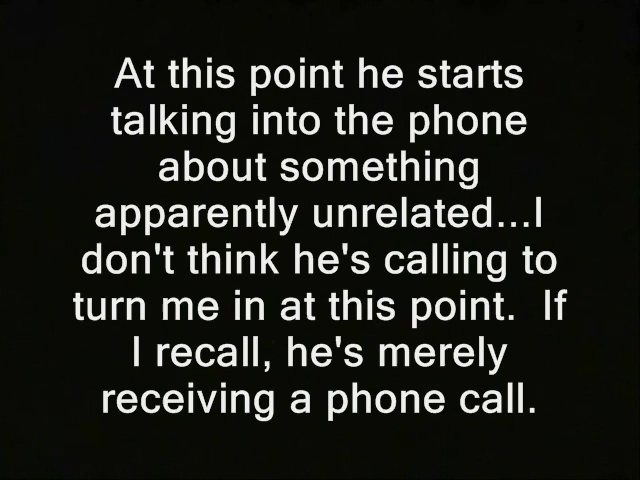 At this point he starts
talking into the phone
about something
apparently unrelated...I
don't think he's calling to
turn me in at this point.  If
I recall, he's merely
receiving a phone call.